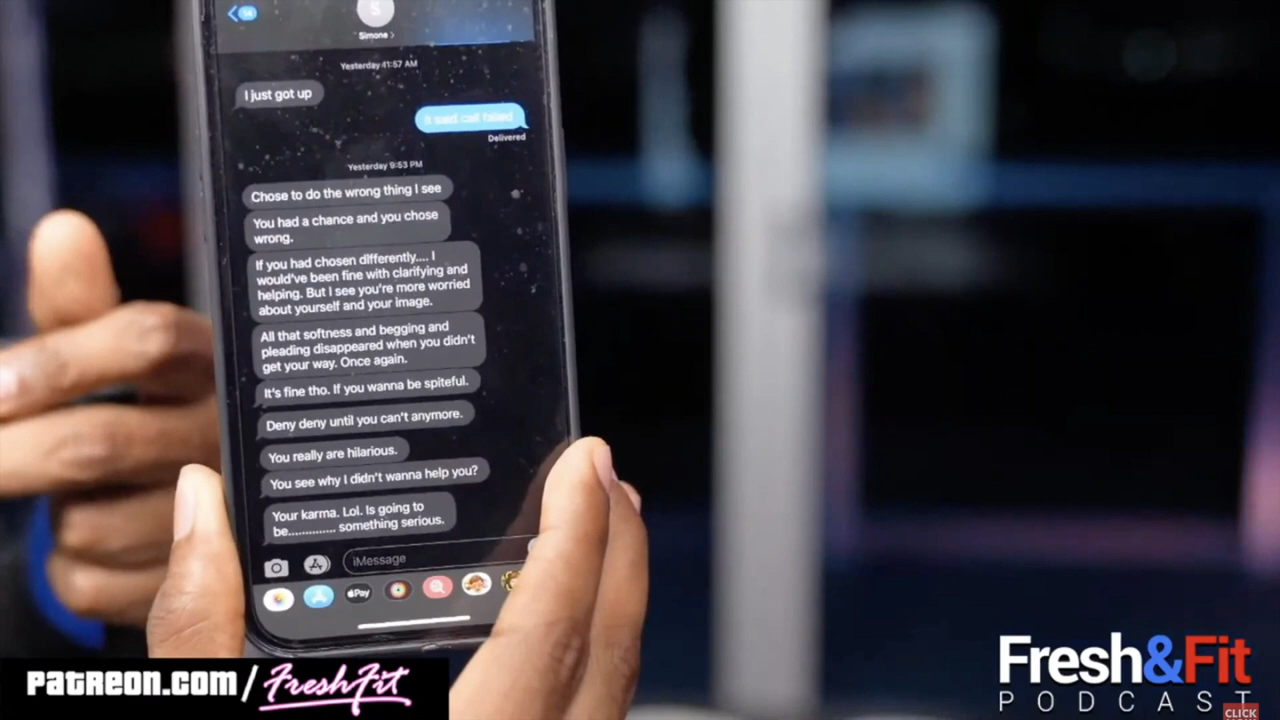 14
S
Simone >
Yesterday 11:57 AM
I just got up
It said call failed
Delivered
Yesterday 9:53 PM
Chose to do the wrong thing I see
You had a chance and you chose
wrong.
If you had chosen differently.... I
would've been fine with clarifying and
helping. But I see you're more worried
about yourself and your image.
All that softness and begging and
pleading disappeared when you didn't
get your way. Once again.
It's fine tho. If you wanna be spiteful.
Deny deny until you can't anymore.
You really are hilarious.
You see why I didn't wanna help you?
Your karma. Lol. Is going to
be............. something serious.
iMessage
Pay
PATREON.COM/FRESHFIT
Fresh&Fit
PODCAST
CLICK